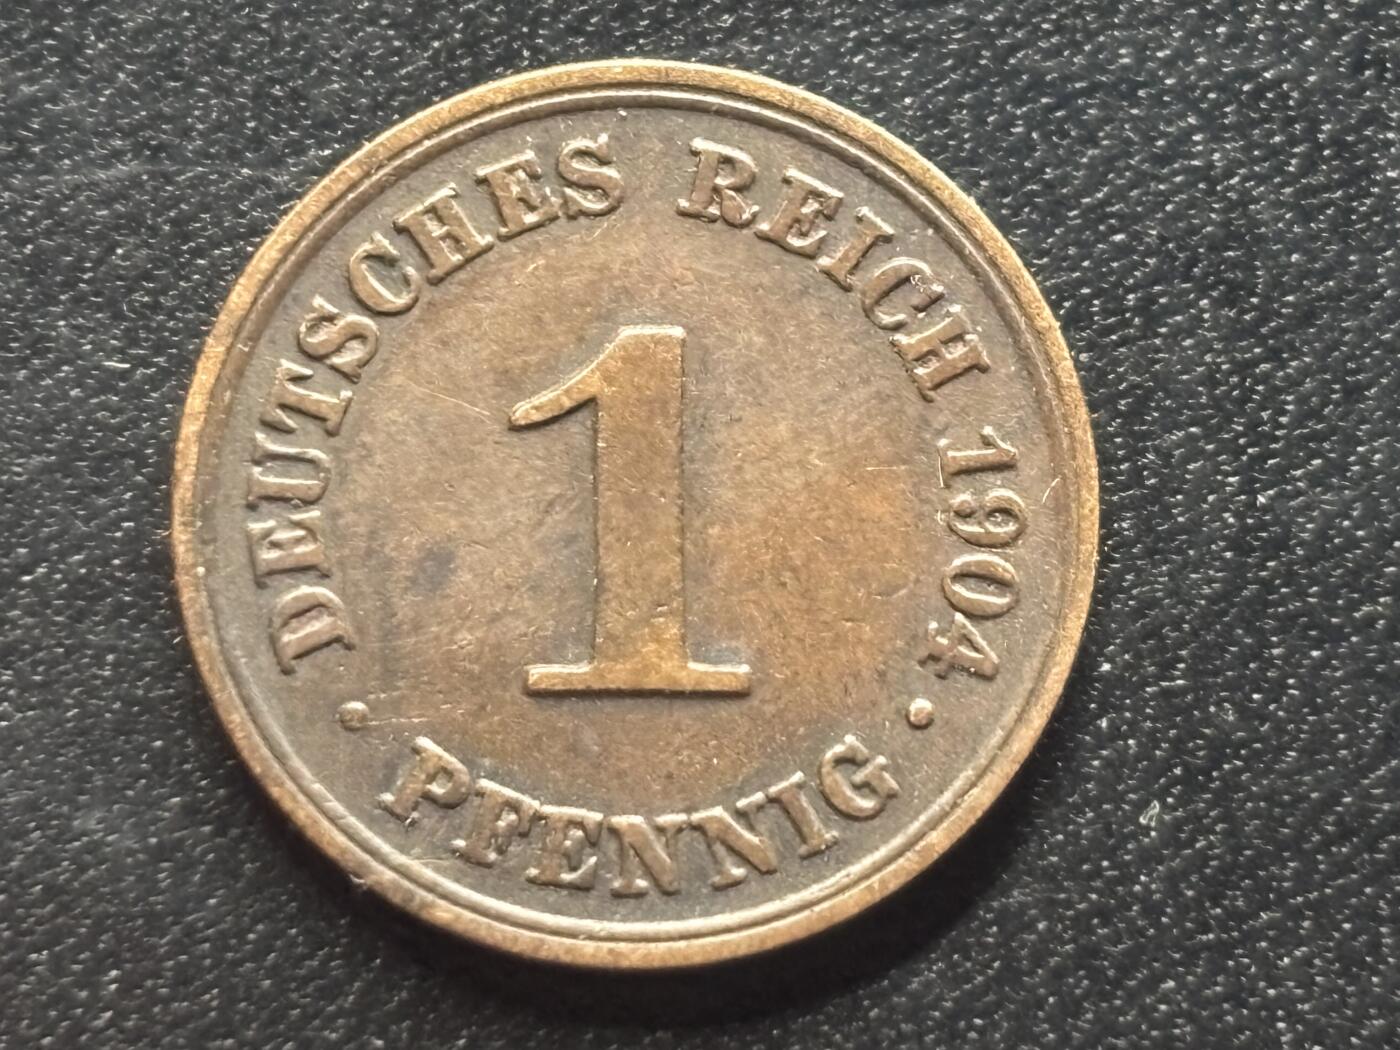 DEUTSCHES REICH 1904
1
• PFENNIG •